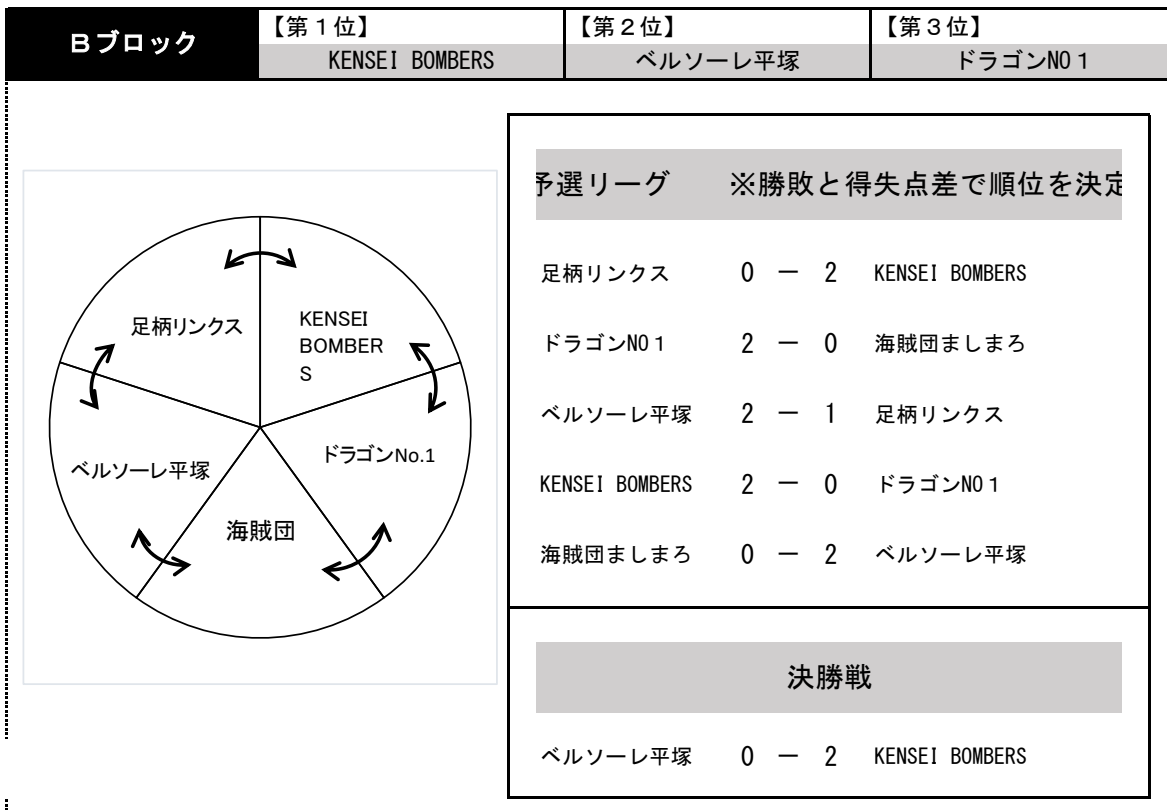 Ｂブロック
【第１位】
KENSEI BOMBERS
【第２位】
ベルソーレ平塚
【第３位】
ドラゴンNO１
足柄リンクス
KENSEI
BOMBER
S
ベルソーレ平塚
ドラゴンNo.1
海賊団
予選リーグ　※勝敗と得失点差で順位を決定
足柄リンクス 0 － 2 KENSEI BOMBERS
ドラゴンNO１ 2 － 0 海賊団ましまろ
ベルソーレ平塚 2 － 1 足柄リンクス
KENSEI BOMBERS 2 － 0 ドラゴンNO１
海賊団ましまろ 0 － 2 ベルソーレ平塚
決勝戦
ベルソーレ平塚 0 － 2 KENSEI BOMBERS